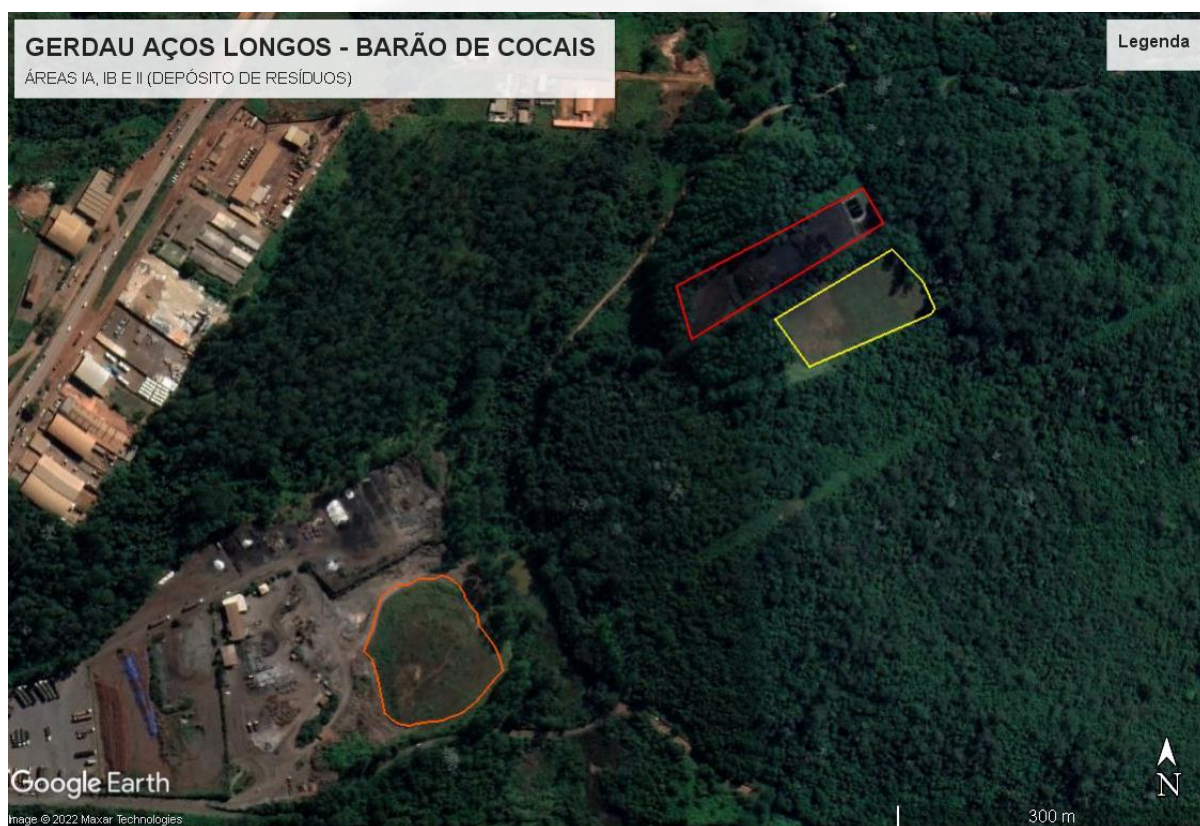 GERDAU AÇOS LONGOS - BARÃO DE COCAIS
ÁREAS IA, IB E II (DEPÓSITO DE RESÍDUOS)
Legenda
Google Earth
Image © 2022 Maxar Technologies
300 m
N